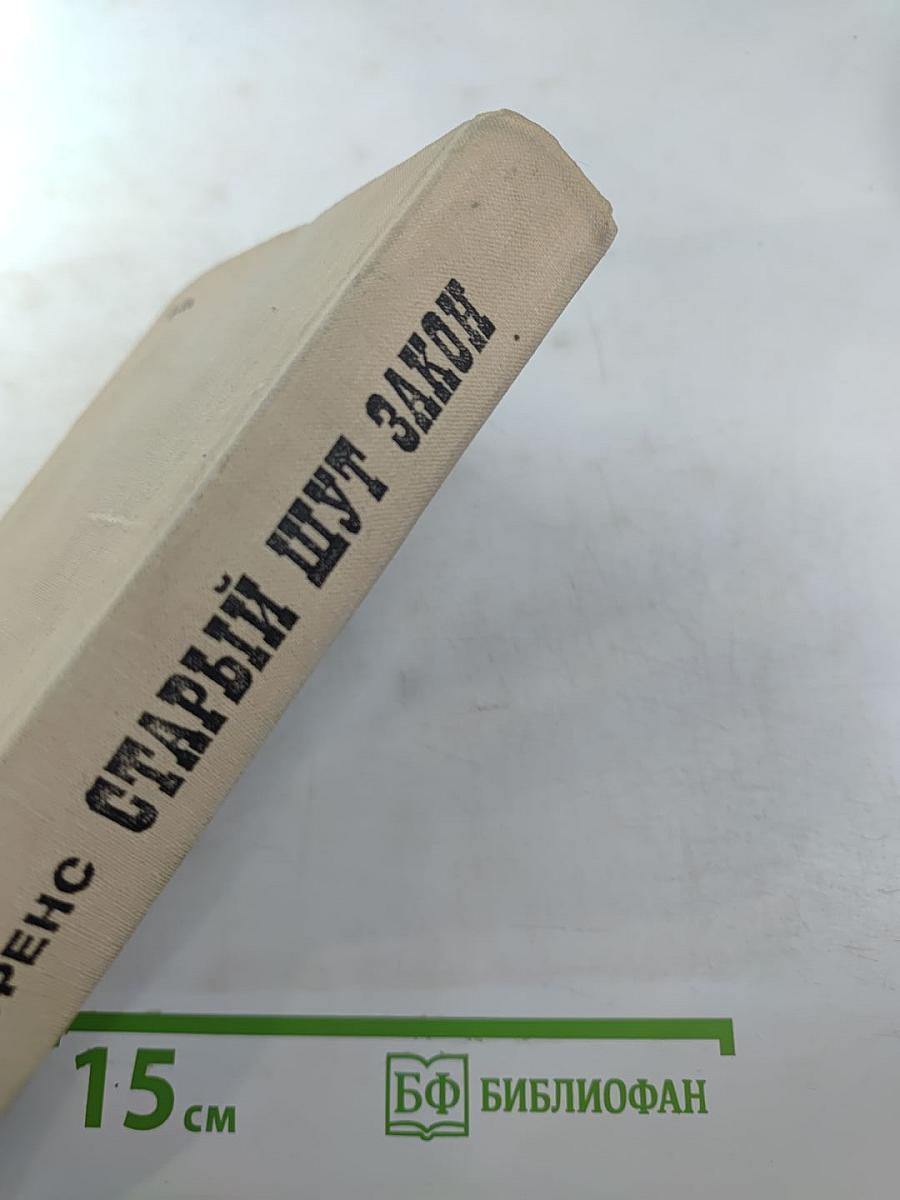 РЕНС СТАРЫЙ ШУТ ЗАКОН
15 см
БФ БИБЛИОФАН